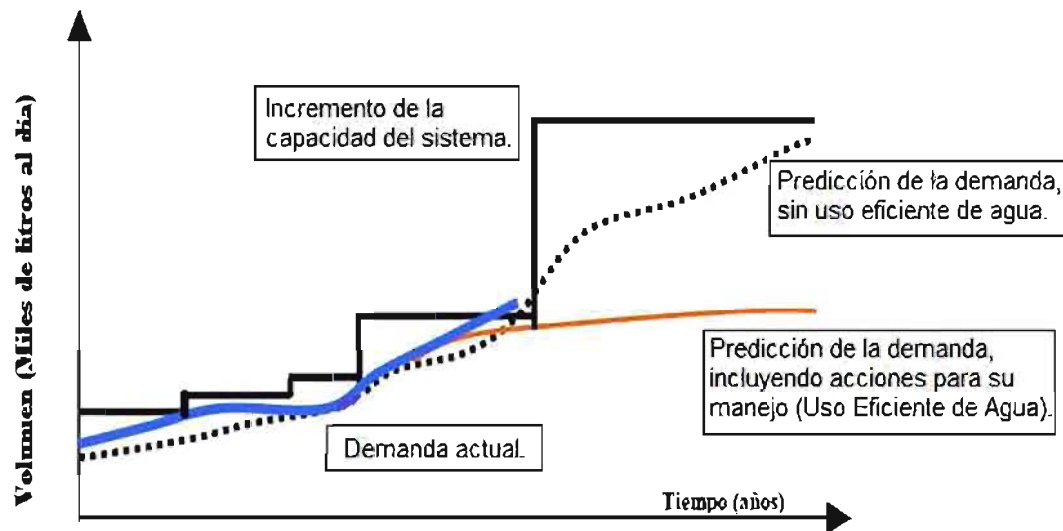 Volumen (Miles de litros al día)
Incremento de la
capacidad del sistema.
Predicción de la demanda,
sin uso eficiente de agua.
Predicción de la demanda,
incluyendo acciones para su
manejo (Uso Eficiente de Agua).
Demanda actual.
Tiempo (años)